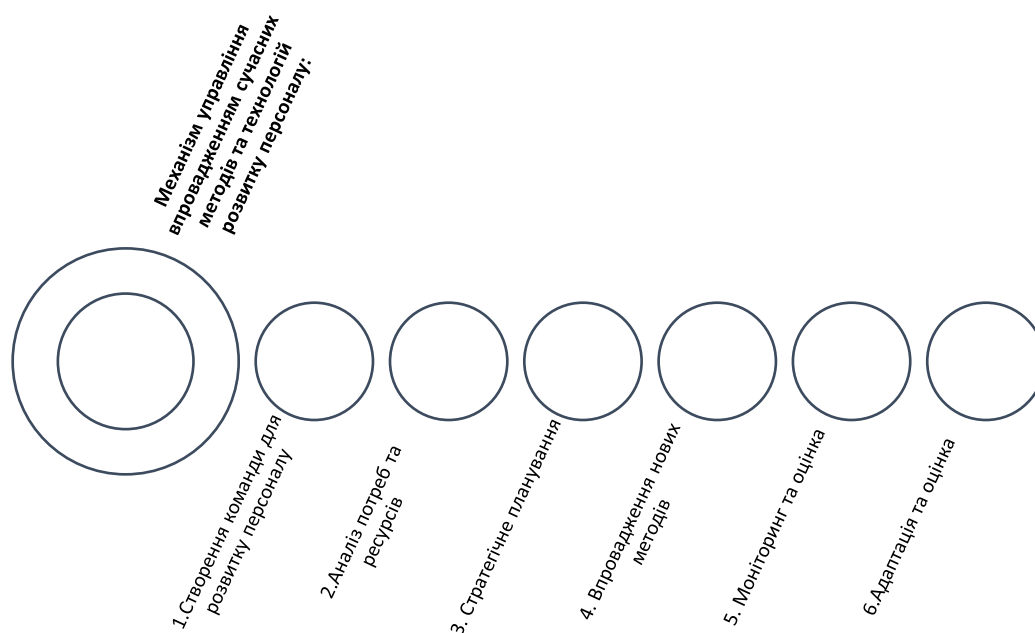 Механізм управління
впровадженням сучасних
методів та технологій
розвитку персоналу:
1.Створення команди для
розвитку персоналу
2.Аналіз потреб та
ресурсів
3. Стратегічне планування
4. Впровадження нових
методів
5. Моніторинг та оцінка
6.Адаптація та оцінка